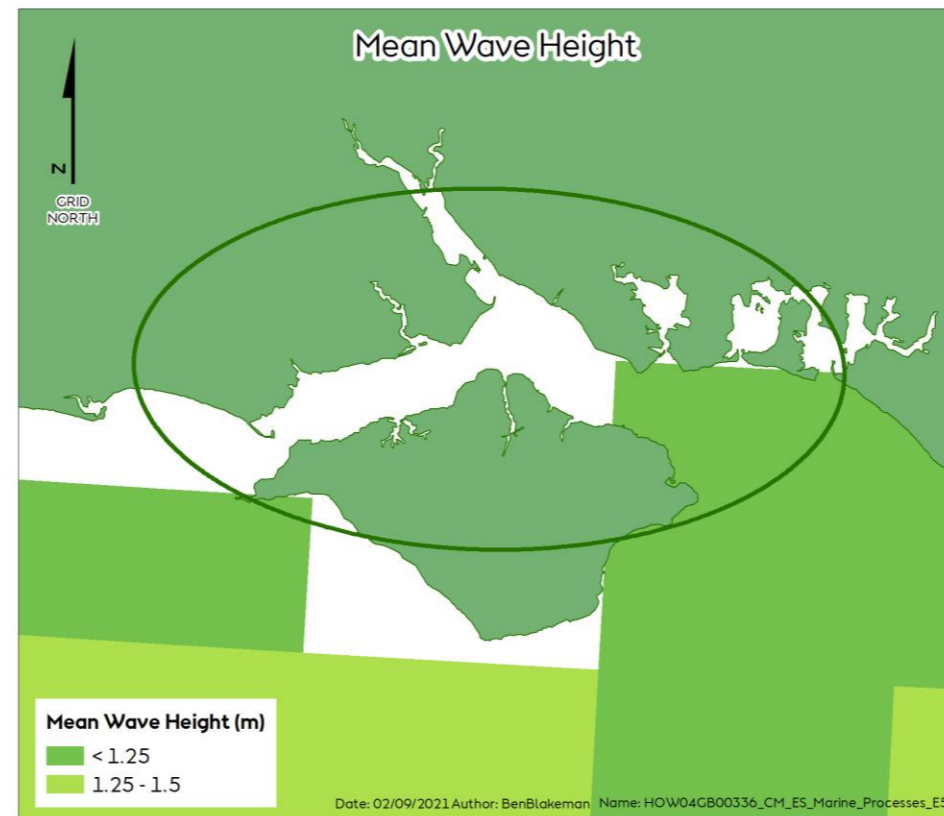 Mean Wave Height
N
GRID
NORTH
Mean Wave Height (m)
< 1.25
1.25 - 1.5
Date: 02/09/2021 Author: BenBlakeman Name: HOW04GB00336_CM_ES_Marine_Processes_E5